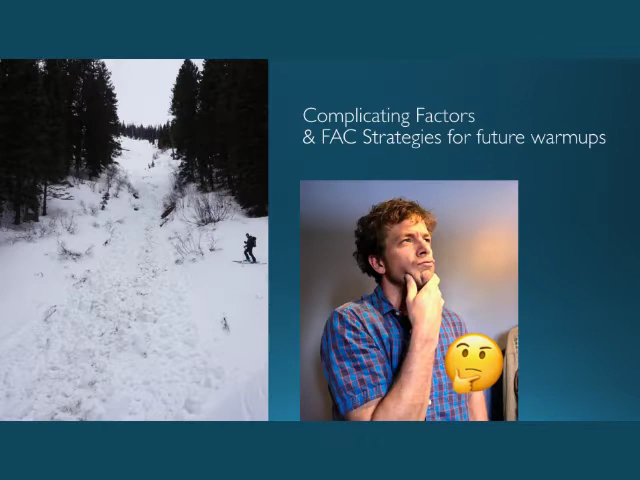 Complicating Factors
& FAC Strategies for future warmups